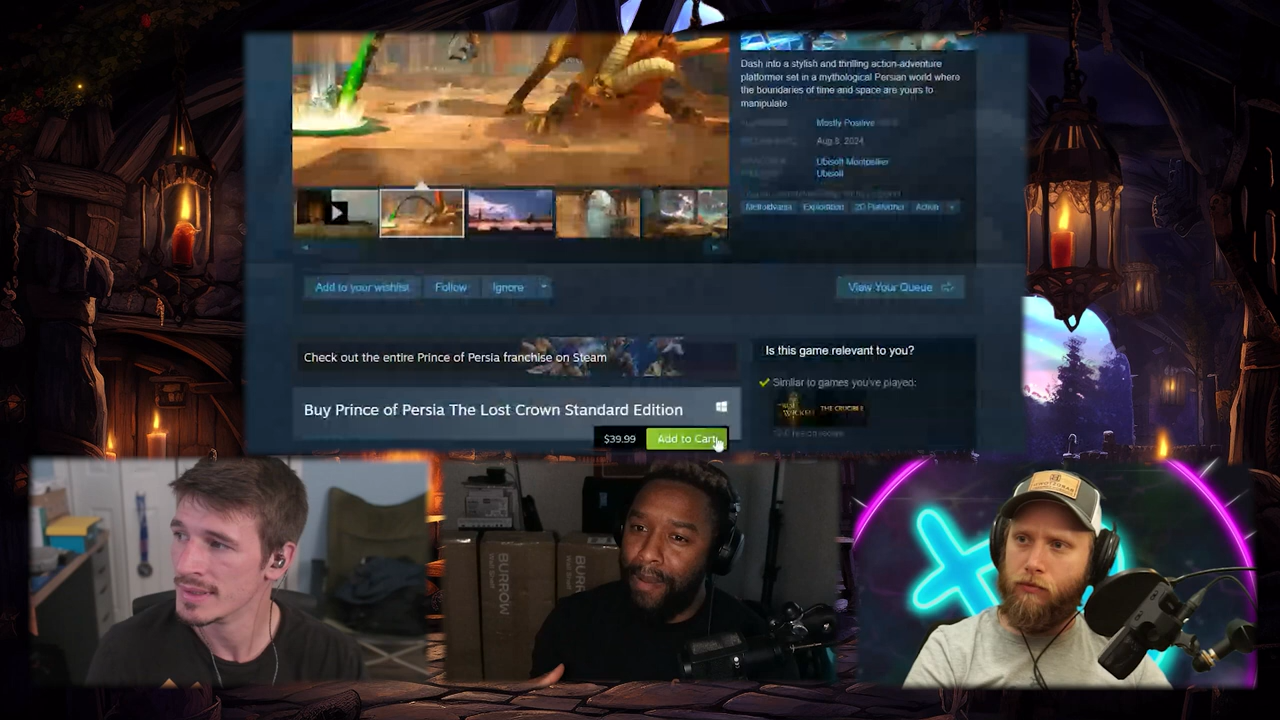 Dash into a stylish and thrilling action-adventure
platformer set in a mythological Persian world where
the boundaries of time and space are yours to
manipulate
Mostly Positive
Aug 8, 2024
Ubisoft Montpellier
Ubisoft
Metroidvania Exploration 2D Platformer Action +
Add to your wishlist Follow Ignore
View Your Queue
Check out the entire Prince of Persia franchise on Steam
Is this game relevant to you?
Similar to games you've played:
Buy Prince of Persia The Lost Crown Standard Edition
$39.99 Add to Cart
BURROW
BURROW